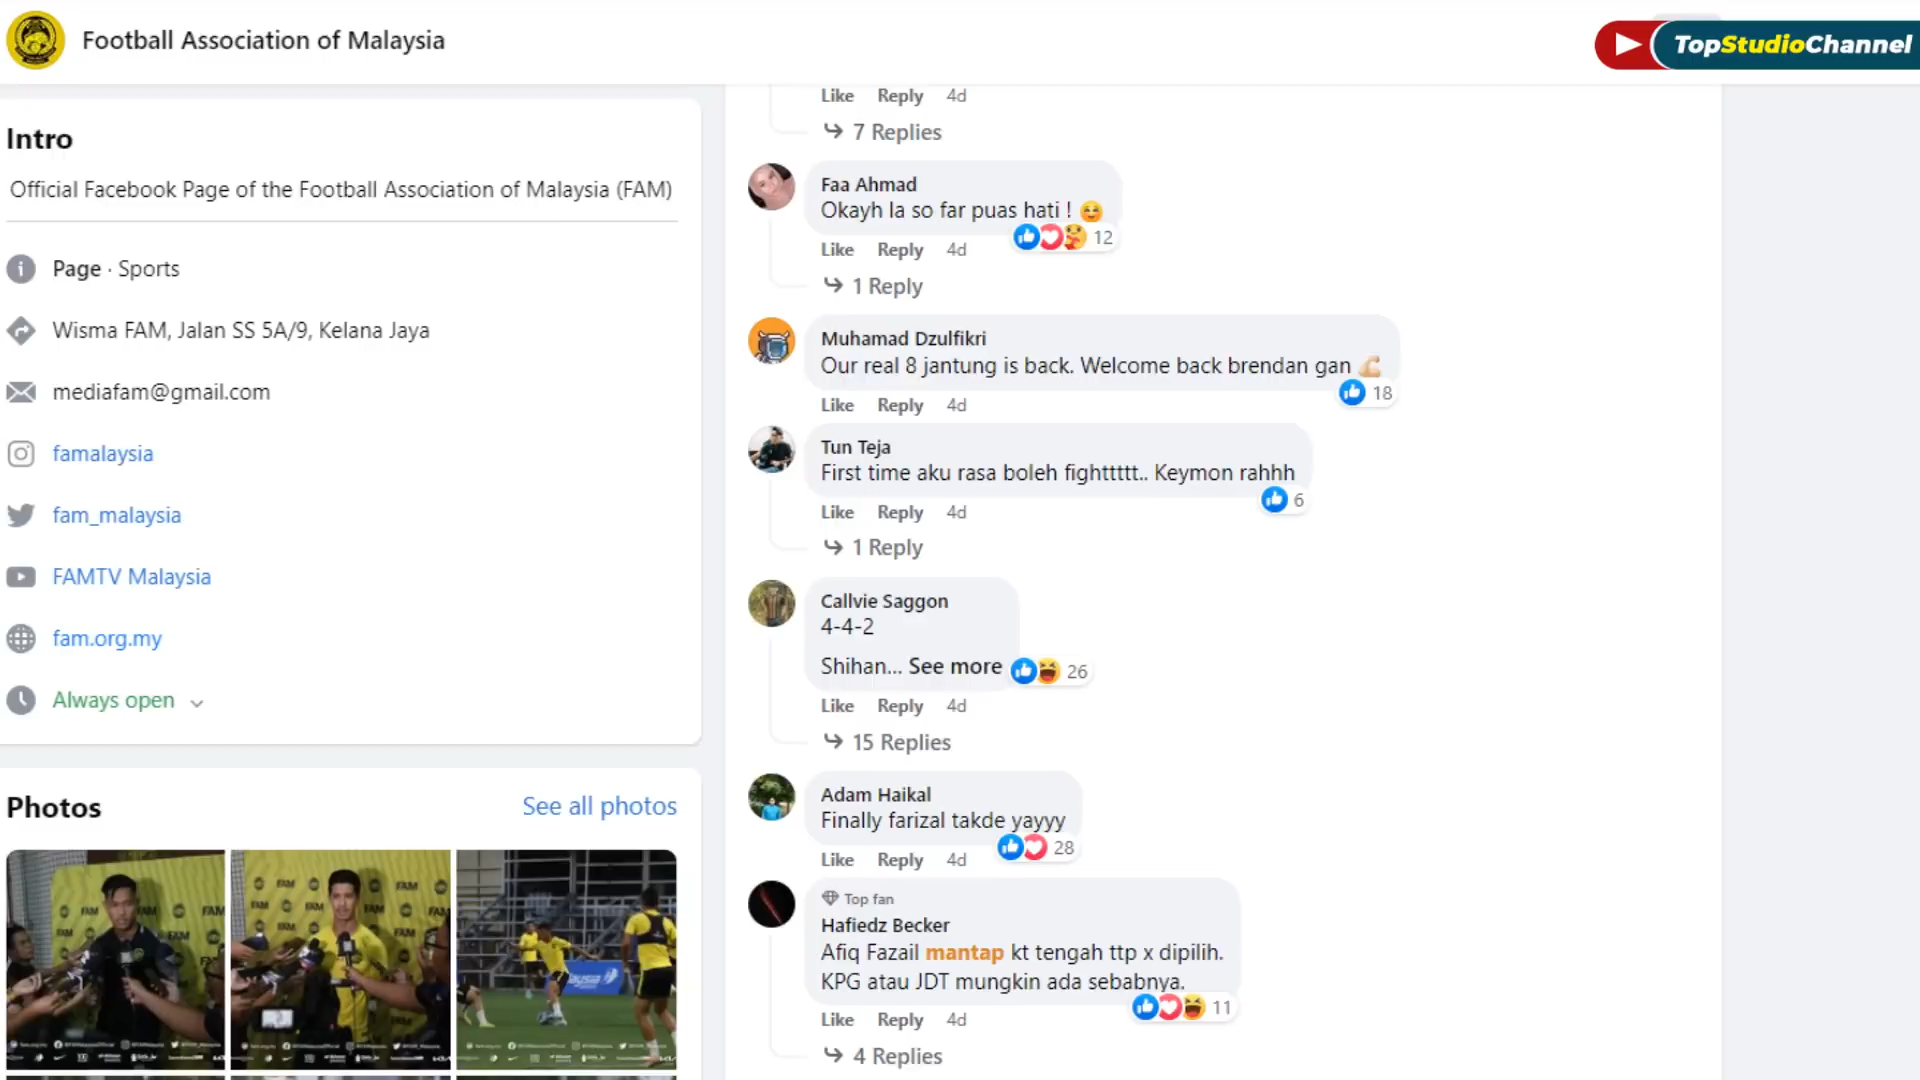 Football Association of Malaysia
TopStudioChannel
Intro
Official Facebook Page of the Football Association of Malaysia (FAM)
Page · Sports
Wisma FAM, Jalan SS 5A/9, Kelana Jaya
mediafam@gmail.com
famalaysia
fam_malaysia
FAMTV Malaysia
fam.org.my
Always open
Photos
See all photos
FAM
FAM
FAM
FAM
FAM
Like Reply 4d
7 Replies
Faa Ahmad
Okayh la so far puas hati !
12
Like Reply 4d
1 Reply
Muhamad Dzulfikri
Our real 8 jantung is back. Welcome back brendan gan
18
Like Reply 4d
Tun Teja
First time aku rasa boleh fighttttt.. Keymon rahhh
6
Like Reply 4d
1 Reply
Callvie Saggon
4-4-2
Shihan... See more
26
Like Reply 4d
15 Replies
Adam Haikal
Finally farizal takde yayyy
28
Like Reply 4d
Top fan
Hafiedz Becker
Afiq Fazail mantap kt tengah ttp x dipilih.
KPG atau JDT mungkin ada sebabnya.
11
Like Reply 4d
4 Replies